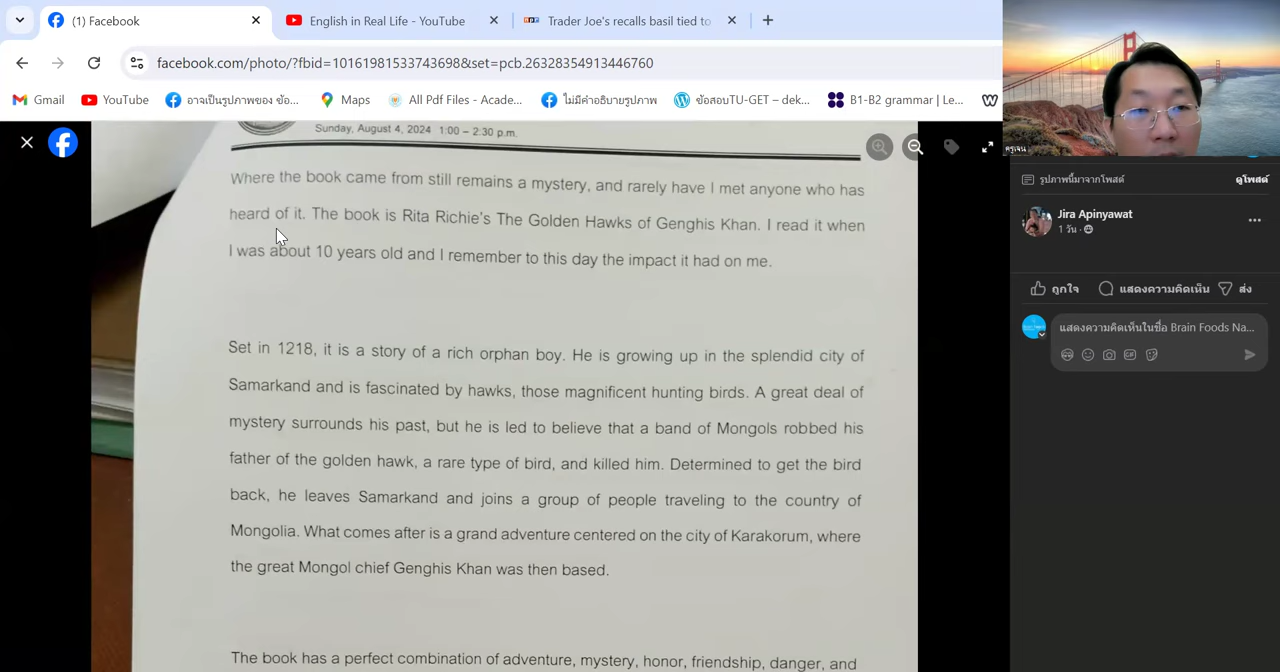 (1) Facebook
English in Real Life - YouTube
Trader Joe's recalls basil tied to
facebook.com/photo/?fbid=10161981533743698&set=pcb.26328354913446760
Gmail
YouTube
อาจเป็นรูปภาพของ ข้อ...
Maps
All Pdf Files - Acade...
ไม่มีคำอธิบายรูปภาพ
ข้อสอบTU-GET – dek...
B1-B2 grammar | Le...
ครูเจน
Sunday, August 4, 2024 1:00 – 2:30 p.m.
Where the book came from still remains a mystery, and rarely have I met anyone who has
heard of it. The book is Rita Richie's The Golden Hawks of Genghis Khan. I read it when
I was about 10 years old and I remember to this day the impact it had on me.
Set in 1218, it is a story of a rich orphan boy. He is growing up in the splendid city of
Samarkand and is fascinated by hawks, those magnificent hunting birds. A great deal of
mystery surrounds his past, but he is led to believe that a band of Mongols robbed his
father of the golden hawk, a rare type of bird, and killed him. Determined to get the bird
back, he leaves Samarkand and joins a group of people traveling to the country of
Mongolia. What comes after is a grand adventure centered on the city of Karakorum, where
the great Mongol chief Genghis Khan was then based.
The book has a perfect combination of adventure, mystery, honor, friendship, danger, and
รูปภาพนี้มาจากโพสต์
ดูโพสต์
Jira Apinyawat
1 วัน ·
ถูกใจ
แสดงความคิดเห็น
ส่ง
แสดงความคิดเห็นในชื่อ Brain Foods Na...